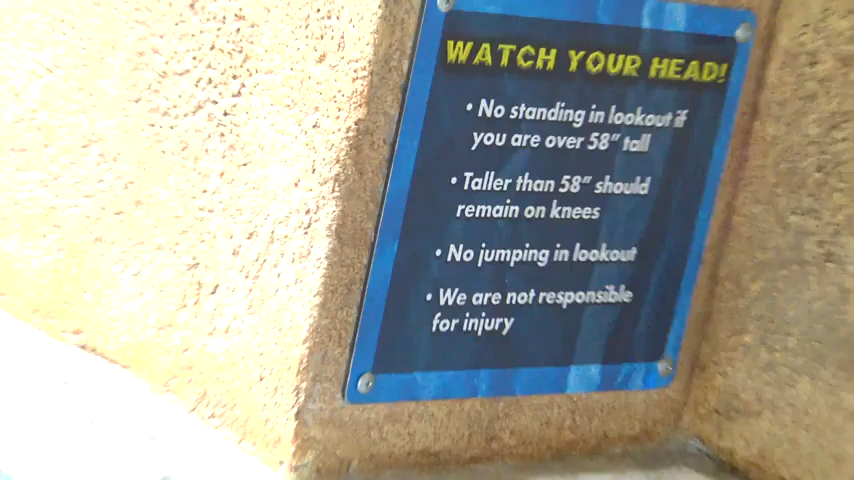 WATCH YOUR HEAD!
• No standing in lookout if
you are over 58" tall
• Taller than 58" should
remain on knees
• No jumping in lookout
• We are not responsible
for injury